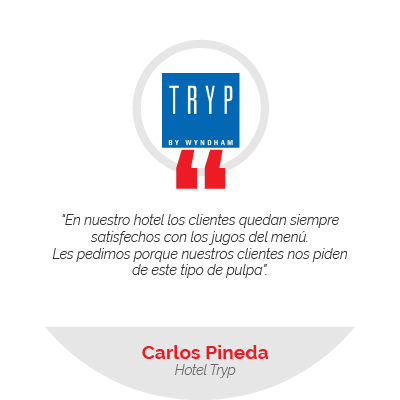 TRYP
BY WYNDHAM
“En nuestro hotel los clientes quedan siempre
satisfechos con los jugos del menú.
Les pedimos porque nuestros clientes nos piden
de este tipo de pulpa”.
Carlos Pineda
Hotel Tryp